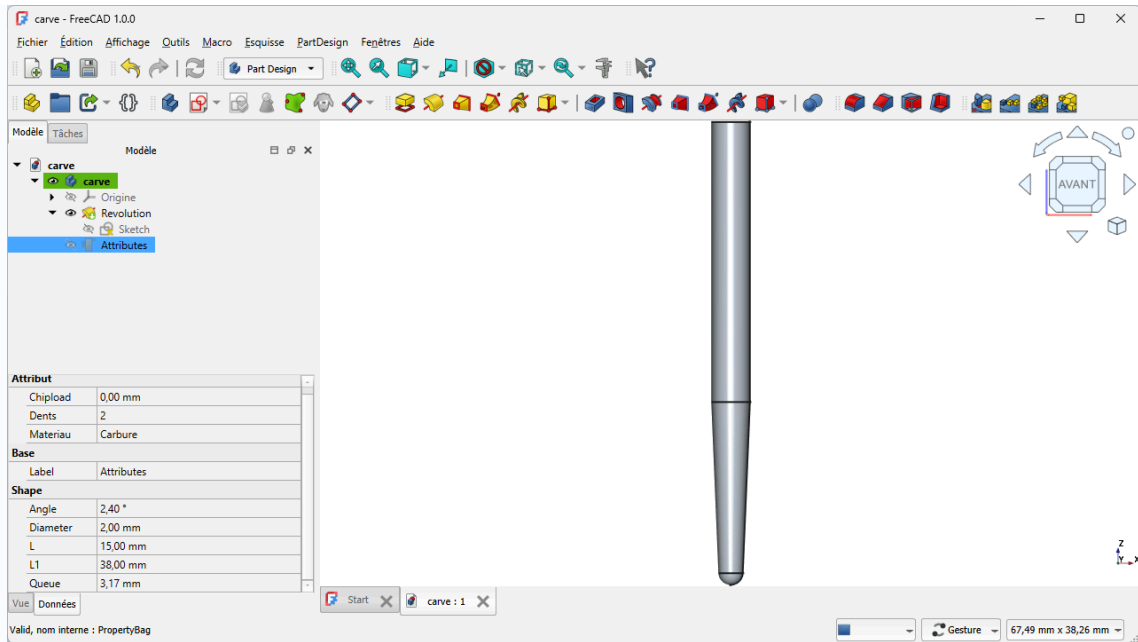 carve - FreeCAD 1.0.0
Fichier Édition Affichage Outils Macro Esquisse PartDesign Fenêtres Aide
Part Design
Modèle Tâches
Modèle
carve
carve
Origine
Revolution
Sketch
Attributes
AVANT
Attribut
Chipload 0,00 mm
Dents 2
Materiau Carbure
Base
Label Attributes
Shape
Angle 2,40 °
Diameter 2,00 mm
L 15,00 mm
L1 38,00 mm
Queue 3,17 mm
Z
Y X
Vue Données
Start carve : 1
Valid, nom interne : PropertyBag
Gesture 67,49 mm x 38,26 mm